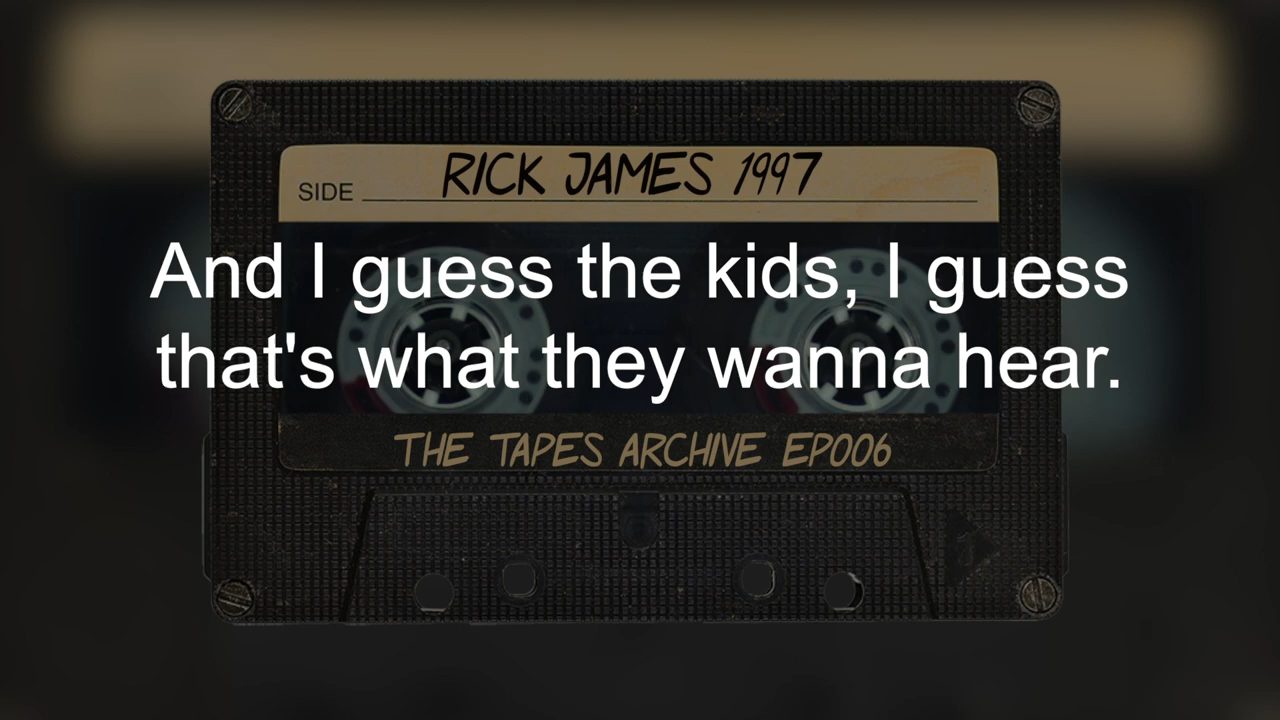 RICK JAMES 1997
SIDE
And I guess the kids, I guess
that's what they wanna hear.
THE TAPES ARCHIVE EP006